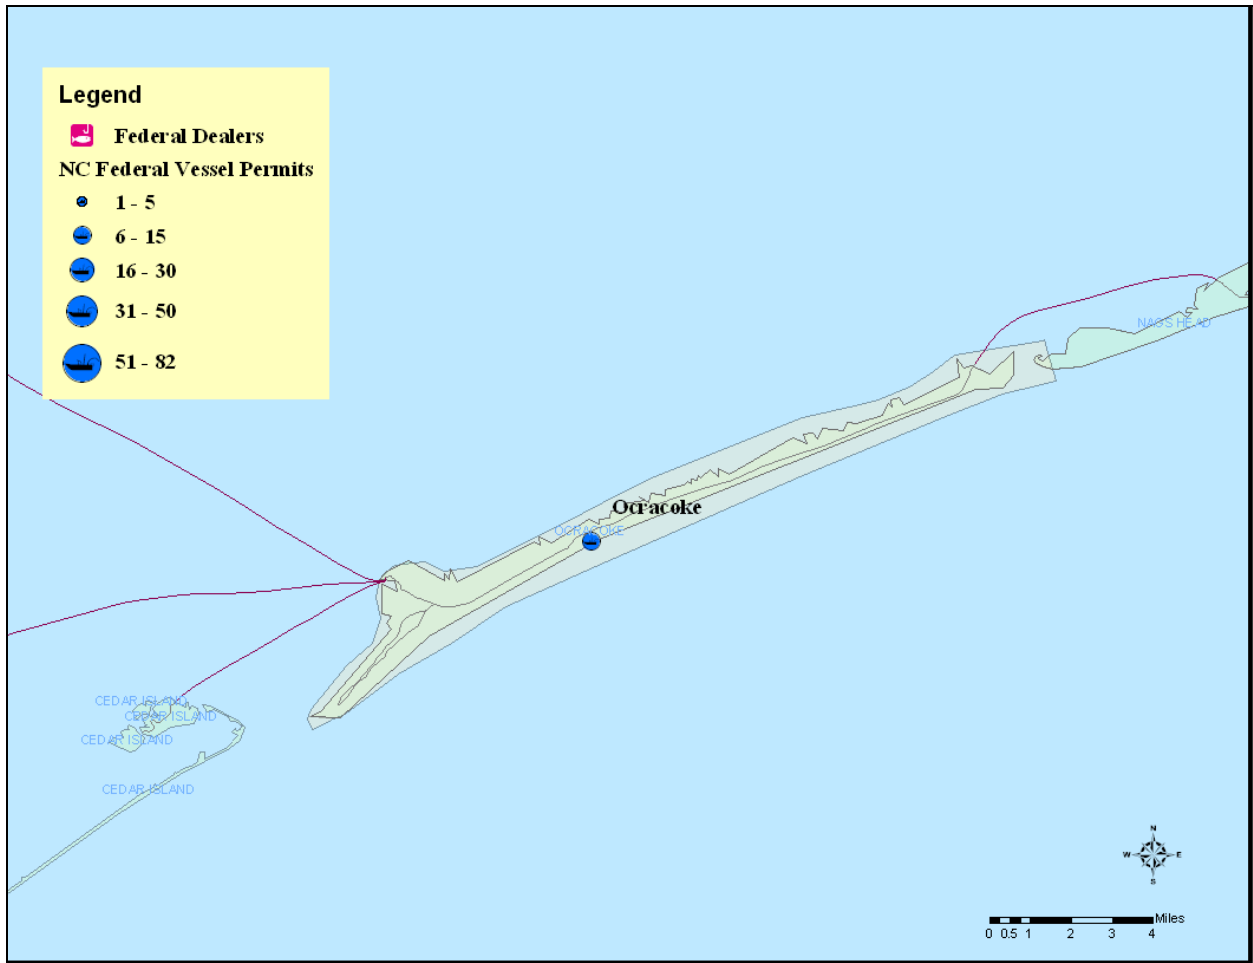 Legend
Federal Dealers
NC Federal Vessel Permits
1 - 5
6 - 15
16 - 30
31 - 50
51 - 82
NAGS HEAD
Ocracoke
OCRACOKE
CEDAR ISLAND
CEDAR ISLAND
CEDAR ISLAND
CEDAR ISLAND
N
W E
S
Miles
0 0.5 1 2 3 4